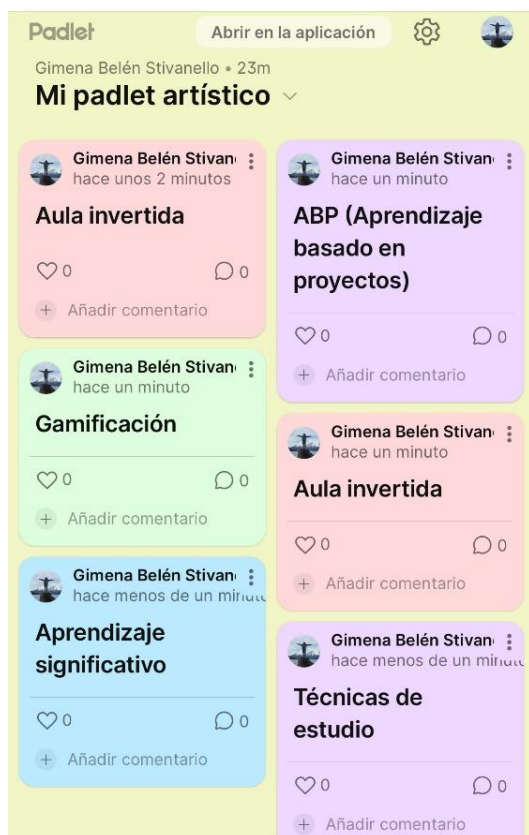 Padlet
Abrir en la aplicación
Gimena Belén Stivanello • 23m
Mi padlet artístico
Gimena Belén Stivan
hace unos 2 minutos
Aula invertida
0 0
+ Añadir comentario
Gimena Belén Stivan
hace un minuto
Gamificación
0 0
+ Añadir comentario
Gimena Belén Stivan
hace menos de un minuto
Aprendizaje
significativo
0 0
+ Añadir comentario
Gimena Belén Stivan
hace un minuto
ABP (Aprendizaje
basado en
proyectos)
0 0
+ Añadir comentario
Gimena Belén Stivan
hace un minuto
Aula invertida
0 0
+ Añadir comentario
Gimena Belén Stivan
hace menos de un minuto
Técnicas de
estudio
0 0
+ Añadir comentario